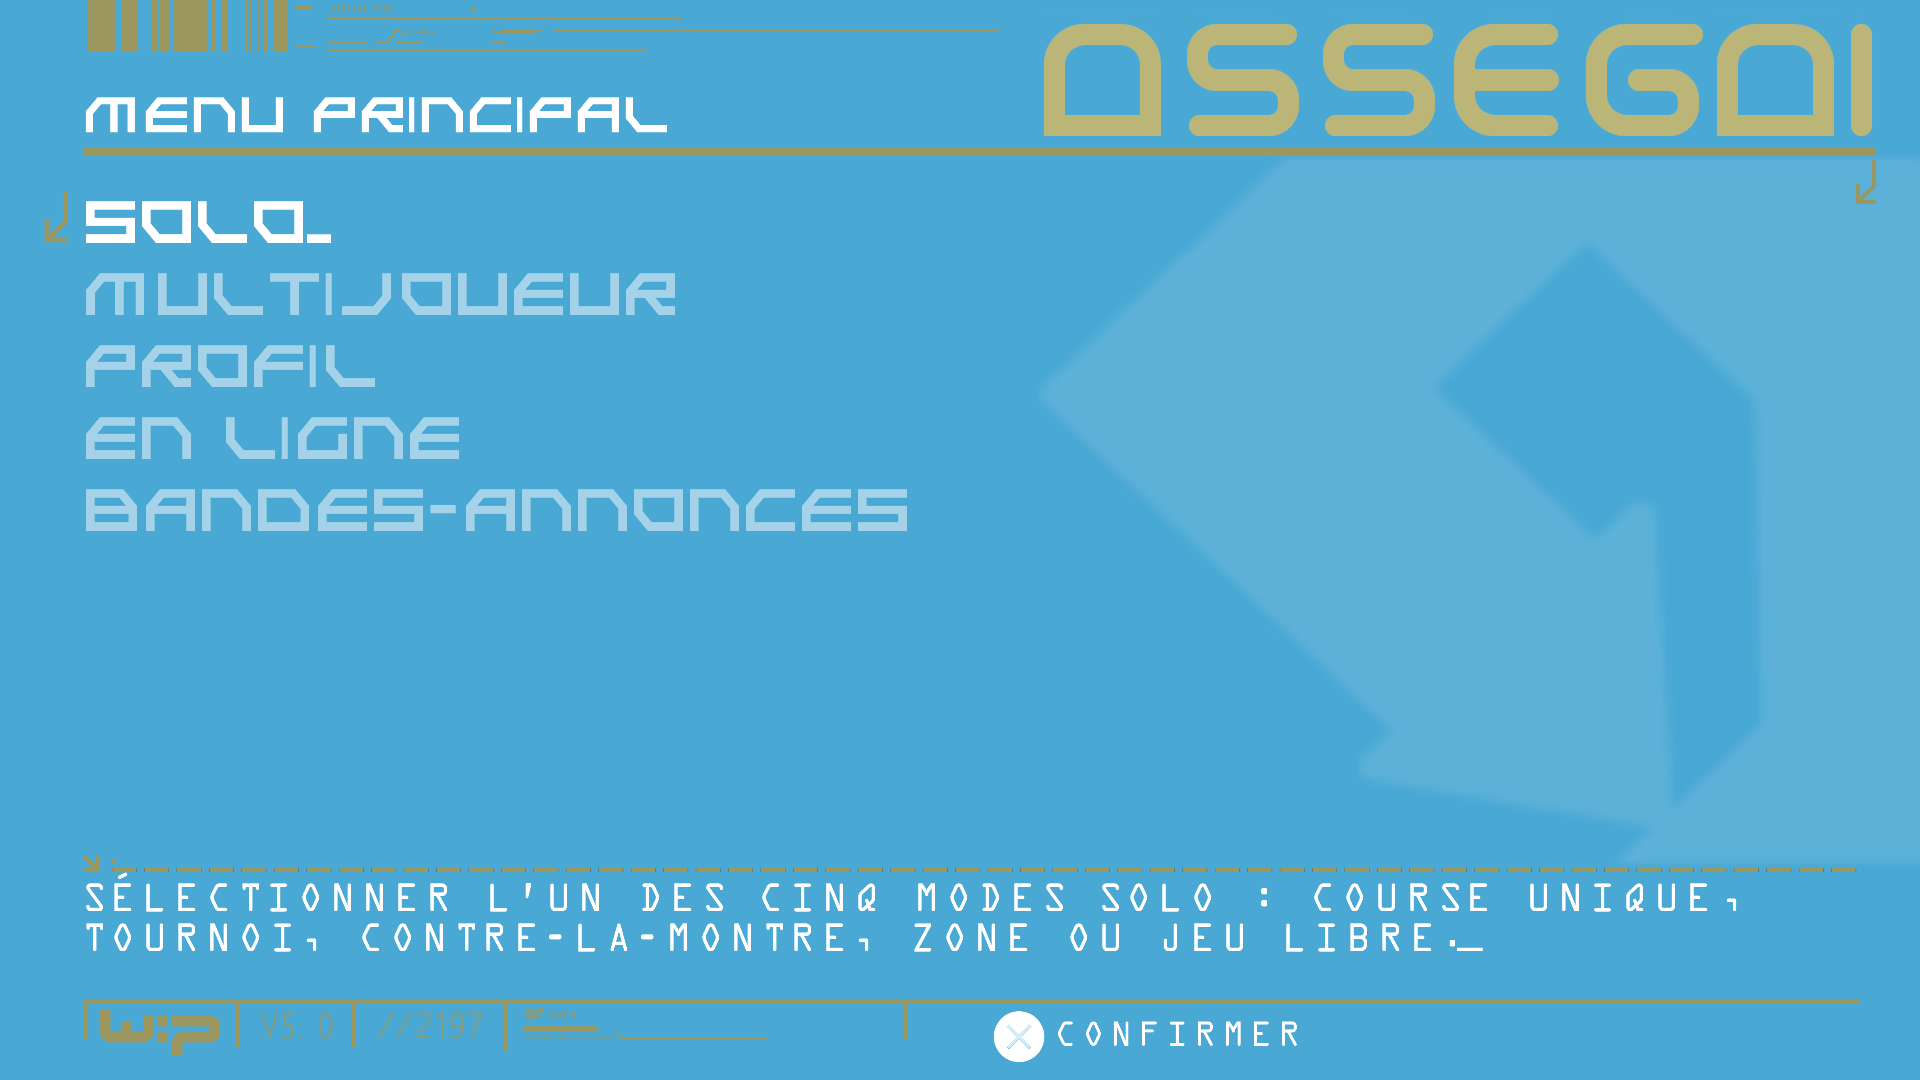 ASSEGAI
MENU PRINCIPAL
SOLO_
MULTIJOUEUR
PROFIL
EN LIGNE
BANDES-ANNONCES
SÉLECTIONNER L'UN DES CINQ MODES SOLO : COURSE UNIQUE,
TOURNOI, CONTRE-LA-MONTRE, ZONE OU JEU LIBRE._
w:p V5.0 //2197
CONFIRMER